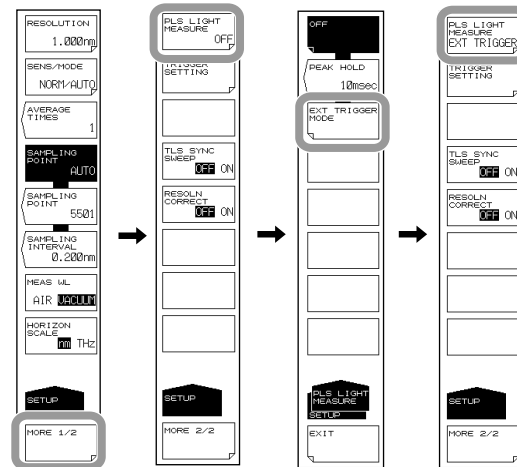 RESOLUTION
1.000nm
SENS/MODE
NORM/AUTO
AVERAGE
TIMES
1
SAMPLING
POINT
AUTO
SAMPLING
POINT
5501
SAMPLING
INTERVAL
0.200nm
MEAS WL
AIR VACUUM
HORIZON
SCALE
nm THz
SETUP
MORE 1/2
PLS LIGHT
MEASURE
OFF
TRIGGER
SETTING
TLS SYNC
SWEEP
OFF ON
RESOLN
CORRECT
OFF ON
SETUP
MORE 2/2
OFF
PEAK HOLD
10msec
EXT TRIGGER
MODE
PLS LIGHT
MEASURE
SETUP
EXIT
PLS LIGHT
MEASURE
EXT TRIGGER
TRIGGER
SETTING
TLS SYNC
SWEEP
OFF ON
RESOLN
CORRECT
OFF ON
SETUP
MORE 2/2